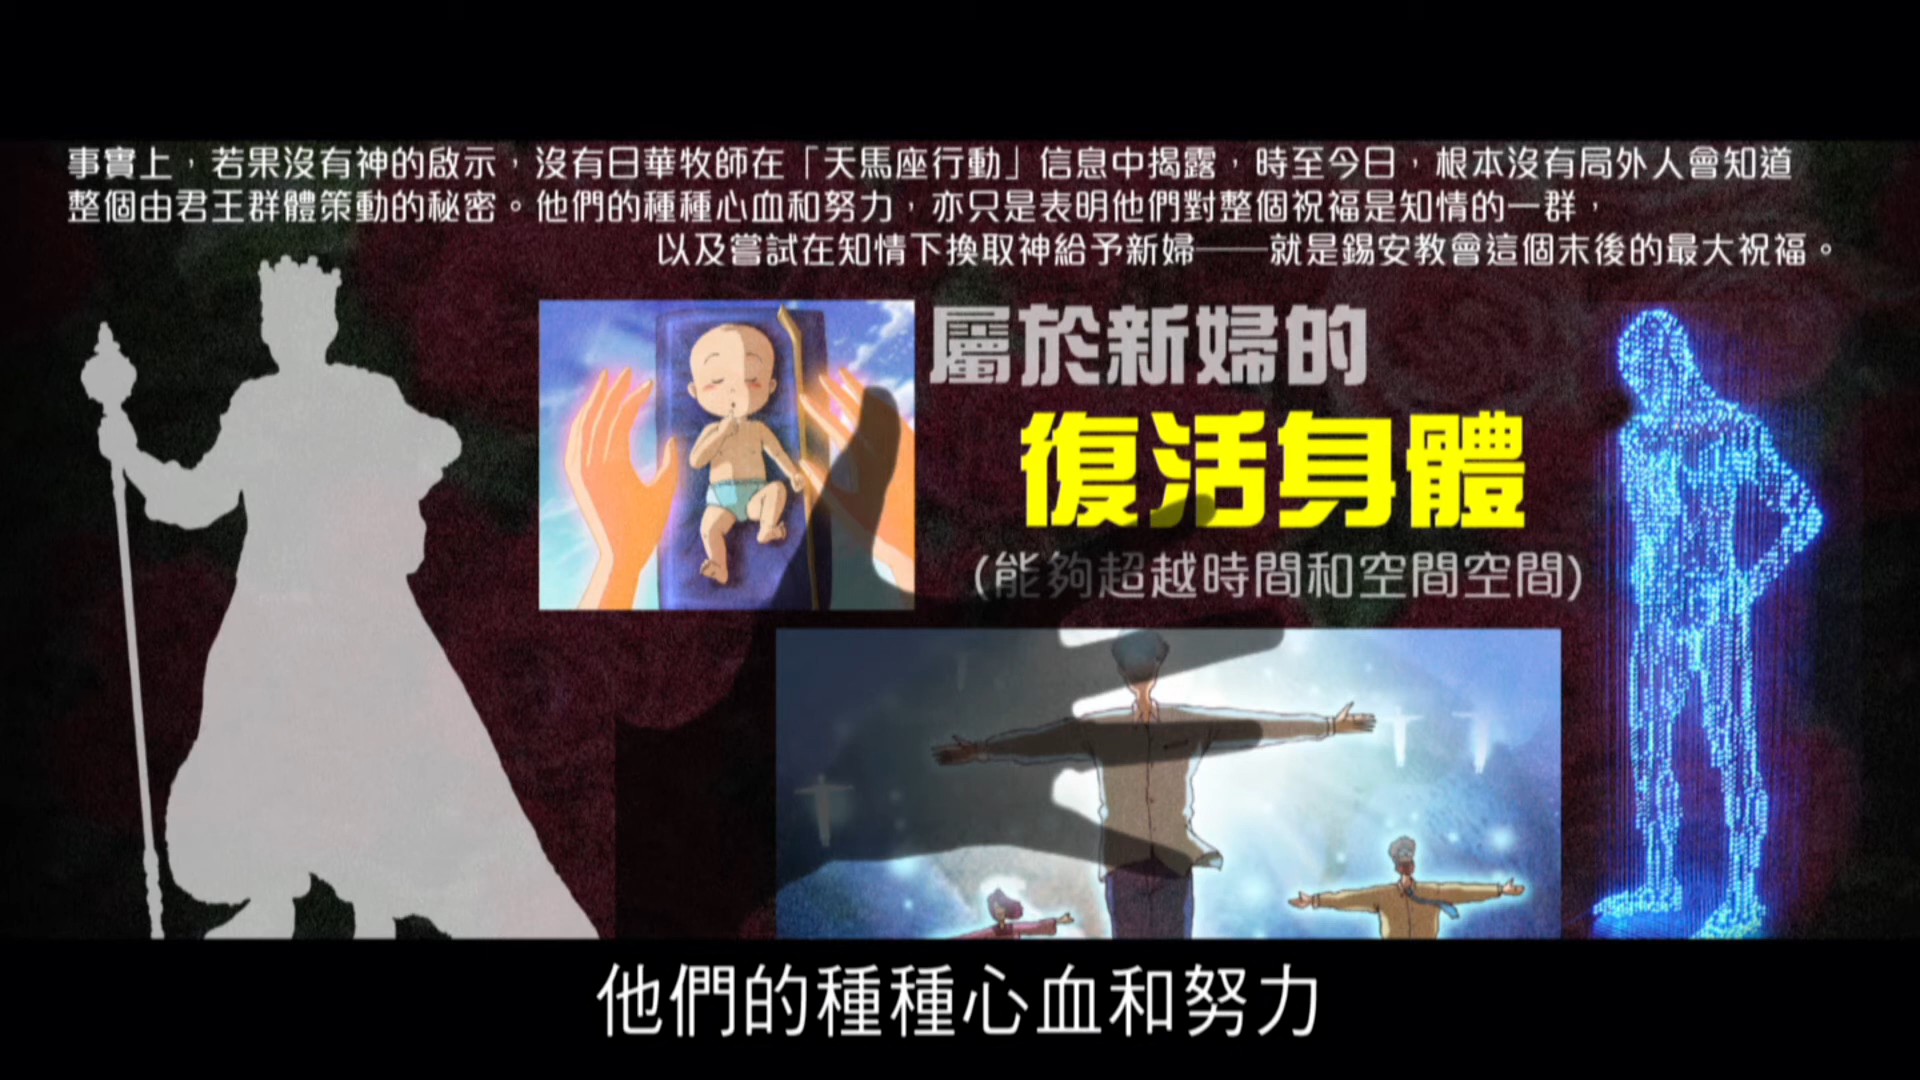 事實上，若果沒有神的啟示，沒有日華牧師在「天馬座行動」信息中揭露，時至今日，根本沒有局外人會知道
整個由君王群體策動的秘密。他們的種種心血和努力，亦只是表明他們對整個祝福是知情的一群，
以及嘗試在知情下換取神給予新婦——就是錫安教會這個末後的最大祝福。
屬於新婦的
復活身體
(能夠超越時間和空間空間)
他們的種種心血和努力